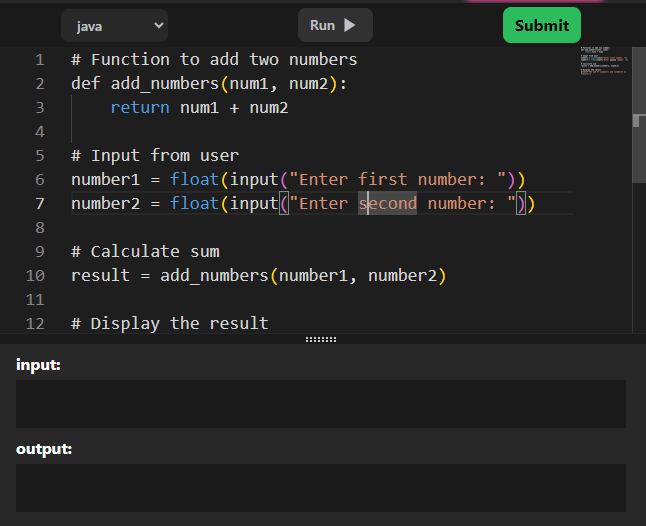 java
Run
Submit
1 # Function to add two numbers
2 def add_numbers(num1, num2):
3     return num1 + num2
4
5 # Input from user
6 number1 = float(input("Enter first number: "))
7 number2 = float(input("Enter second number: "))
8
9 # Calculate sum
10 result = add_numbers(number1, number2)
11
12 # Display the result
input:
output: